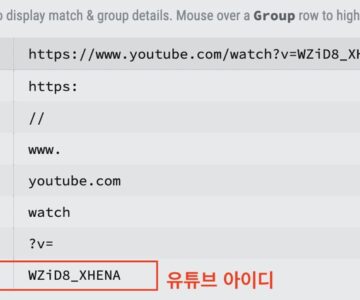 display match & group details. Mouse over a Group row to high
https://www.youtube.com/watch?v=WZiD8_XHE
https:
//
www.
youtube.com
watch
?v=
WZiD8_XHENA 유튜브 아이디